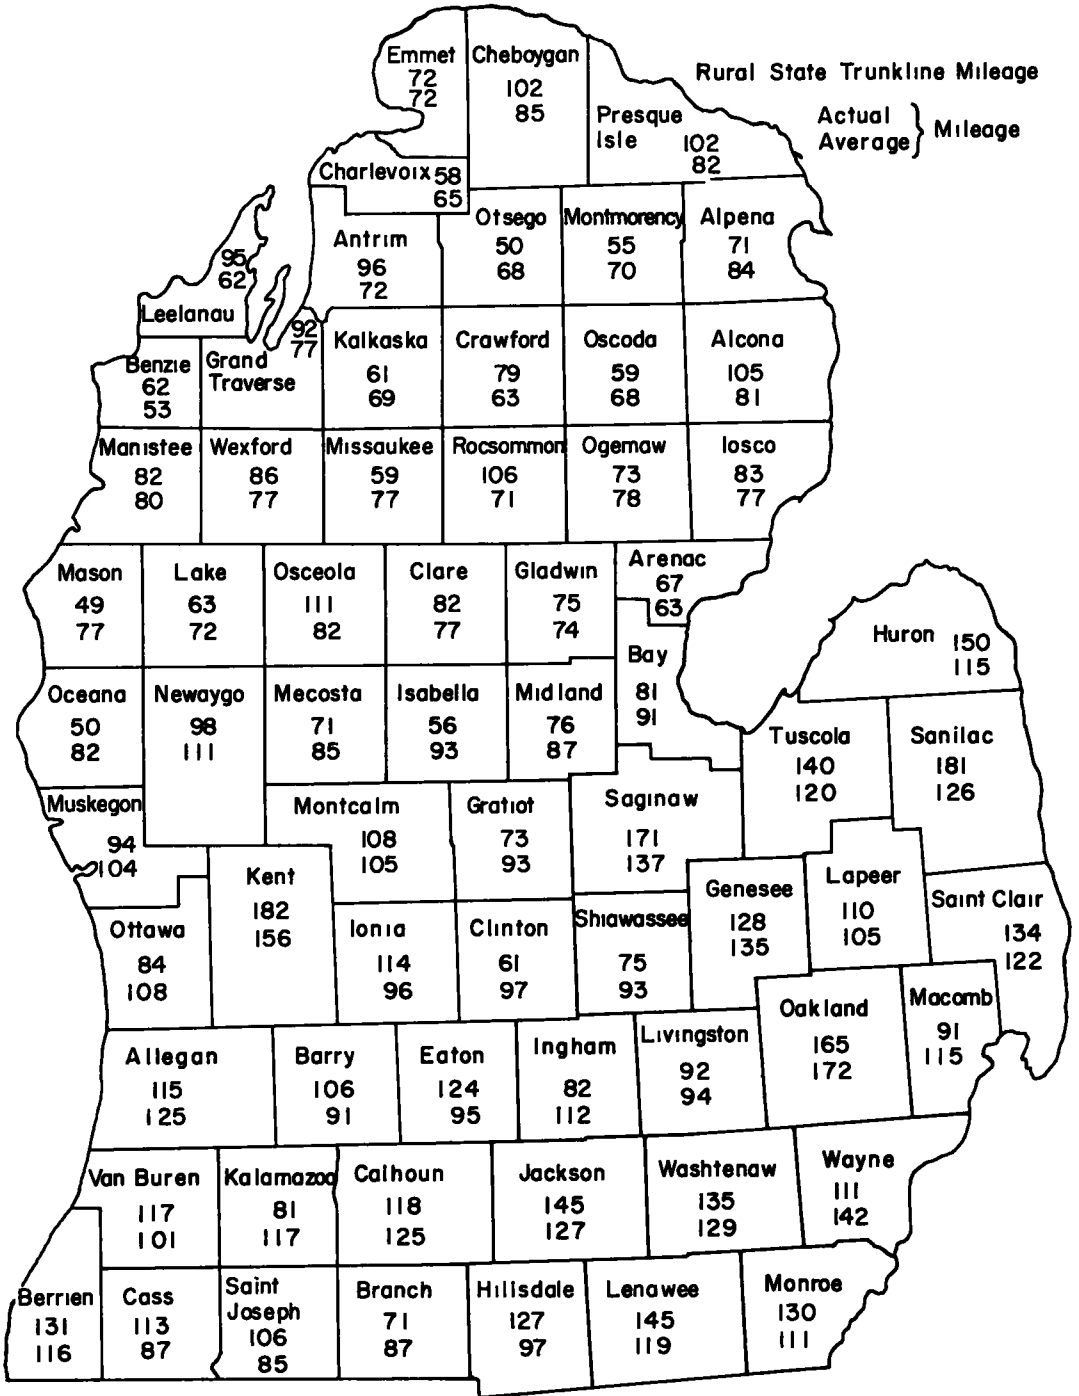 Rural State Trunkline Mileage
Actual
Average } Mileage
Emmet
72
72
Cheboygan
102
85
Presque
Isle
102
82
Charlevoix 58
65
Otsego
50
68
Montmorency
55
70
Alpena
71
84
Antrim
96
72
95
62
Leelanau
Benzie
62
53
Grand
Traverse
92
77
Kalkaska
61
69
Crawford
79
63
Oscoda
59
68
Alcona
105
81
Manistee
82
80
Wexford
86
77
Missaukee
59
77
Rocsommon
106
71
Ogemaw
73
78
Iosco
83
77
Mason
49
77
Lake
63
72
Osceola
111
82
Clare
82
77
Gladwin
75
74
Arenac
67
63
Huron
150
115
Bay
81
91
Oceana
50
82
Newaygo
98
111
Mecosta
71
85
Isabella
56
93
Midland
76
87
Tuscola
140
120
Sanilac
181
126
Muskegon
94
104
Montcalm
108
105
Gratiot
73
93
Saginaw
171
137
Kent
182
156
Genesee
128
135
Lapeer
110
105
Saint Clair
134
122
Ottawa
84
108
Ionia
114
96
Clinton
61
97
Shiawassee
75
93
Oakland
165
172
Macomb
91
115
Allegan
115
125
Barry
106
91
Eaton
124
95
Ingham
82
112
Livingston
92
94
Van Buren
117
101
Kalamazoo
81
117
Calhoun
118
125
Jackson
145
127
Washtenaw
135
129
Wayne
111
142
Berrien
131
116
Cass
113
87
Saint
Joseph
106
85
Branch
71
87
Hillsdale
127
97
Lenawee
145
119
Monroe
130
111